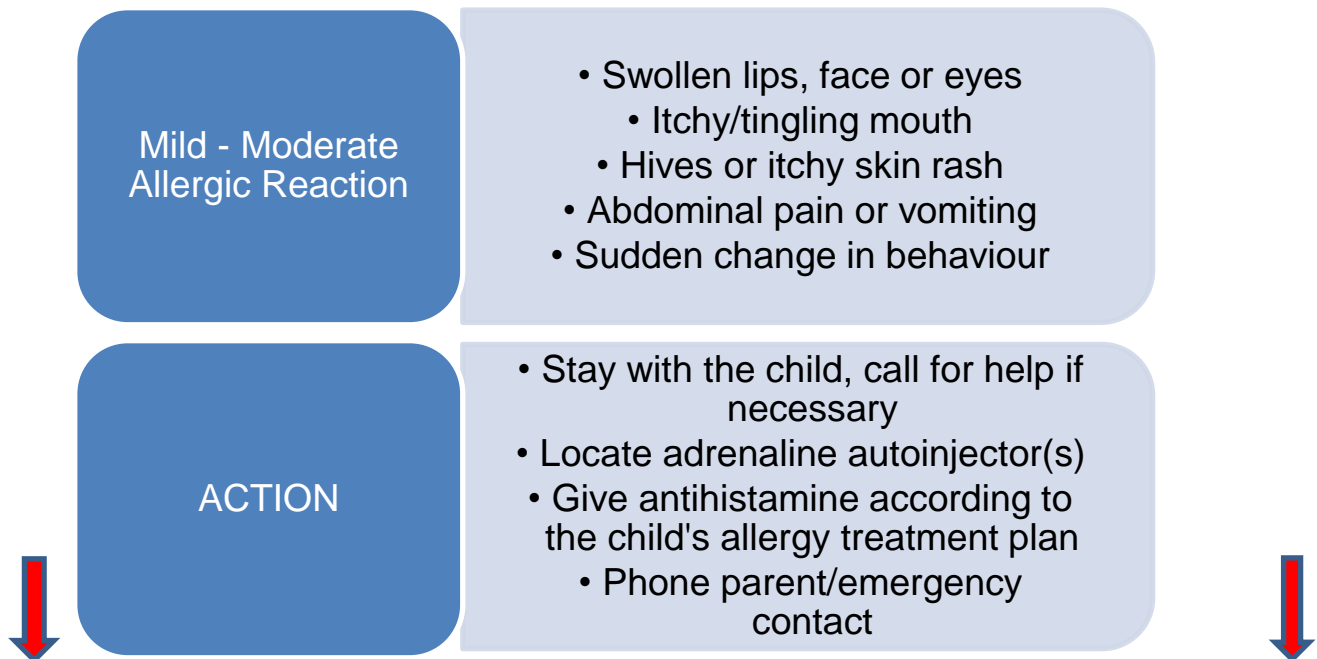 Mild - Moderate
Allergic Reaction
• Swollen lips, face or eyes
• Itchy/tingling mouth
• Hives or itchy skin rash
• Abdominal pain or vomiting
• Sudden change in behaviour
ACTION
• Stay with the child, call for help if
necessary
• Locate adrenaline autoinjector(s)
• Give antihistamine according to
the child's allergy treatment plan
• Phone parent/emergency
contact